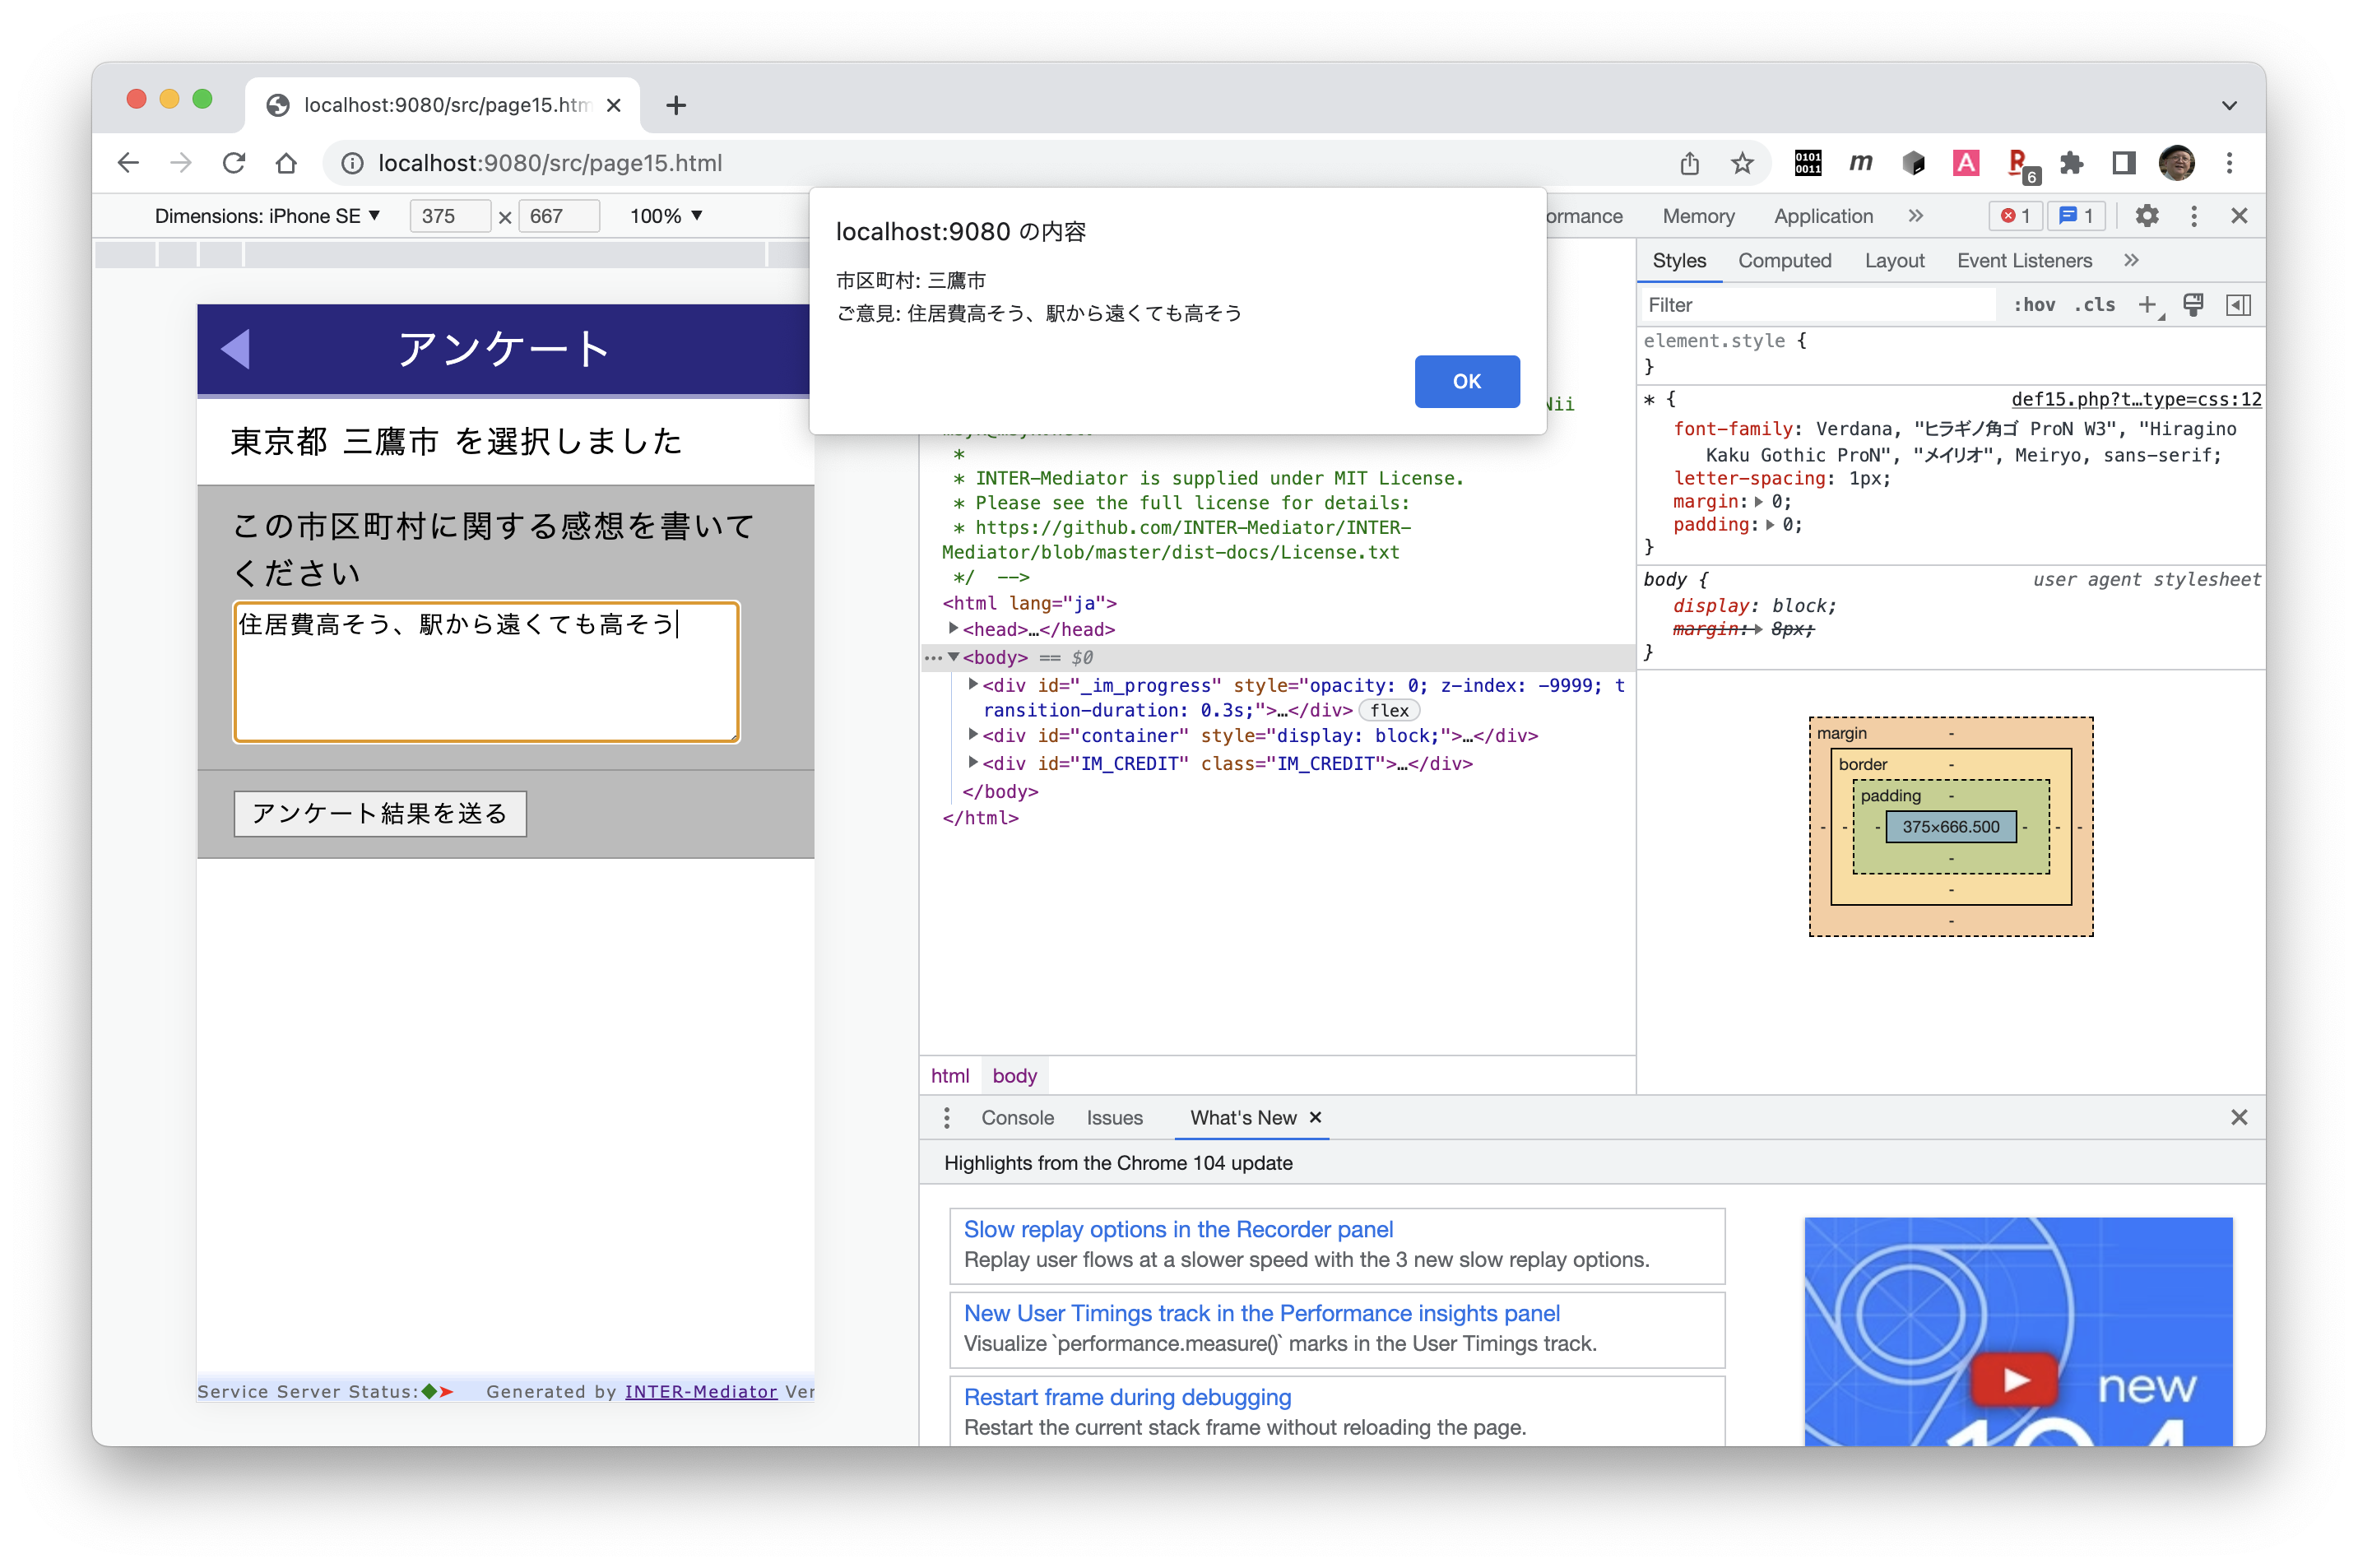 localhost:9080/src/page15.htm
localhost:9080/src/page15.html
0101
0011
m
A
R
6
Dimensions: iPhone SE ▼ 375 × 667 100% ▼
ormance Memory Application » 1 1
localhost:9080 の内容
市区町村: 三鷹市
ご意見: 住居費高そう、駅から遠くても高そう
OK
アンケート
東京都 三鷹市 を選択しました
この市区町村に関する感想を書いて
ください
住居費高そう、駅から遠くても高そう
アンケート結果を送る
Service Server Status: Generated by INTER-Mediator Ver
Nii
*
* INTER-Mediator is supplied under MIT License.
* Please see the full license for details:
* https://github.com/INTER-Mediator/INTER-
Mediator/blob/master/dist-docs/License.txt
*/ -->
<html lang="ja">
<head>…</head>
<body> == $0
<div id="_im_progress" style="opacity: 0; z-index: -9999; t
ransition-duration: 0.3s;">…</div> flex
<div id="container" style="display: block;">…</div>
<div id="IM_CREDIT" class="IM_CREDIT">…</div>
</body>
</html>
html body
Styles Computed Layout Event Listeners »
Filter :hov .cls +
element.style {
}
* { def15.php?t…type=css:12
font-family: Verdana, "ヒラギノ角ゴ ProN W3", "Hiragino
Kaku Gothic ProN", "メイリオ", Meiryo, sans-serif;
letter-spacing: 1px;
margin: 0;
padding: 0;
}
body { user agent stylesheet
display: block;
margin: 8px;
}
margin -
border -
padding -
- - - 375×666.500 - - -
-
-
-
Console Issues What's New ×
Highlights from the Chrome 104 update
Slow replay options in the Recorder panel
Replay user flows at a slower speed with the 3 new slow replay options.
New User Timings track in the Performance insights panel
Visualize `performance.measure()` marks in the User Timings track.
Restart frame during debugging
Restart the current stack frame without reloading the page.
new
104